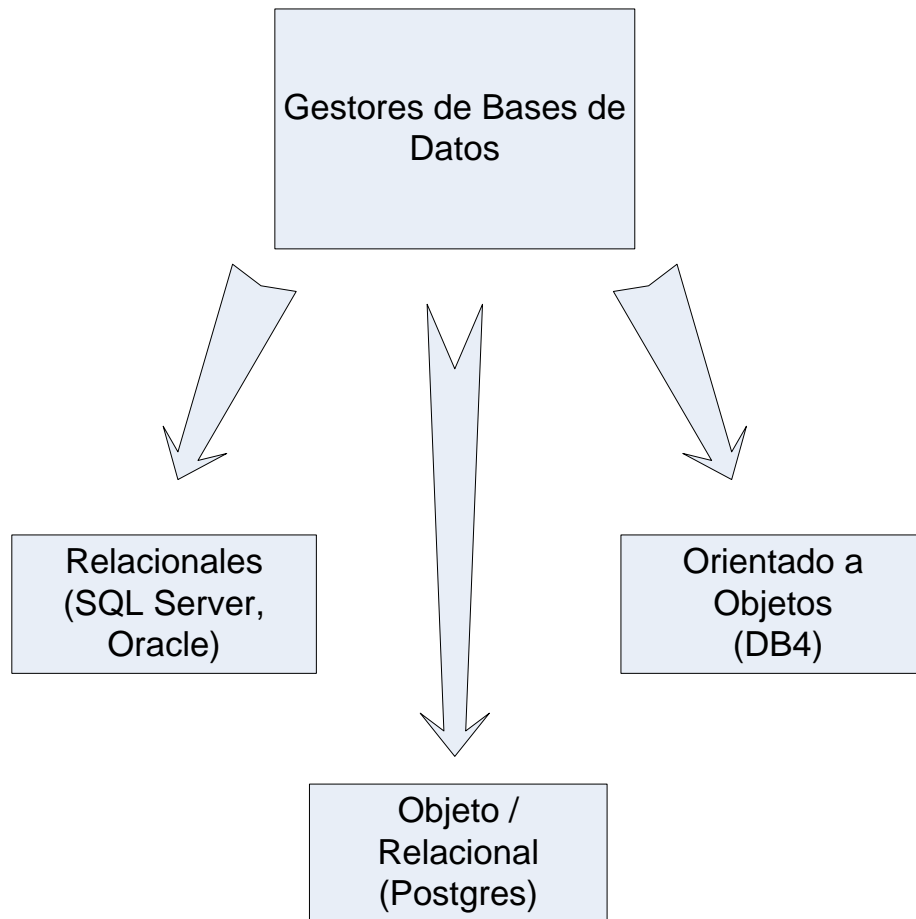 Gestores de Bases de
Datos
Relacionales
(SQL Server,
Oracle)
Orientado a
Objetos
(DB4)
Objeto /
Relacional
(Postgres)